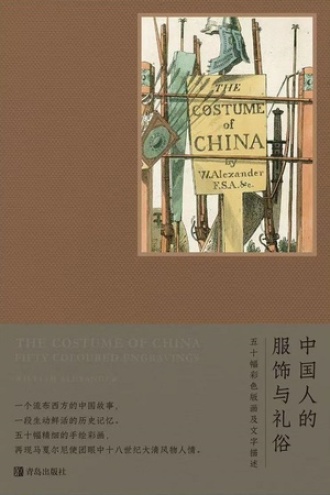 THE
COSTUME
of
CHINA
by
W. Alexander
F.S.A. &c.
THE COSTUME OF CHINA
FIFTY COLOURED ENGRAVINGS
WILLIAM ALEXANDER
中国人的
服饰与礼俗
五十幅彩色版画及文字描述
一个流布西方的中国故事，
一段生动鲜活的历史记忆。
五十幅精细的手绘彩画，
再现马戛尔尼使团眼中十八世纪大清风物人情。
青岛出版社